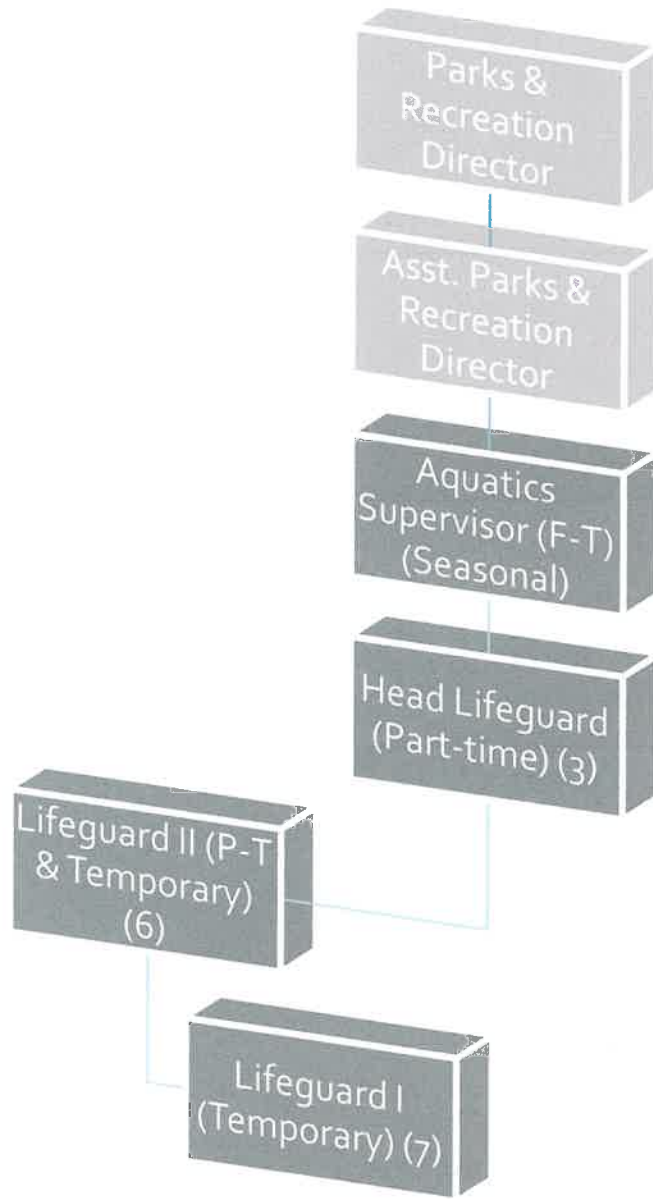 Parks &
Recreation
Director
Asst. Parks &
Recreation
Director
Aquatics
Supervisor (F-T)
(Seasonal)
Head Lifeguard
(Part-time) (3)
Lifeguard II (P-T
& Temporary)
(6)
Lifeguard I
(Temporary) (7)